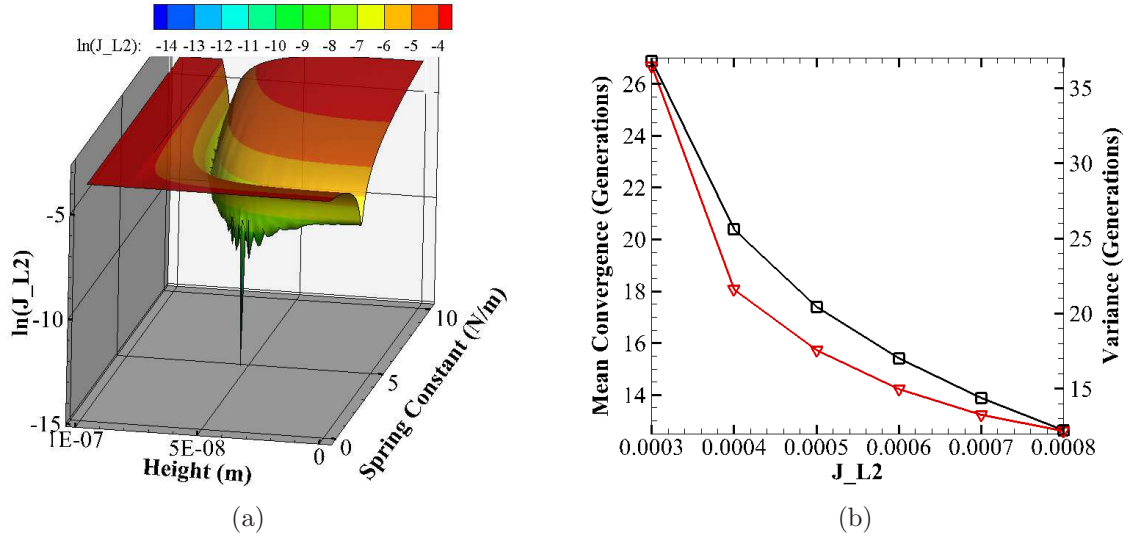 ln(J_L2): -14 -13 -12 -11 -10 -9 -8 -7 -6 -5 -4
ln(J_L2)
-5
-10
-15
1E-07
5E-08
0
Height (m)
0
5
10
Spring Constant (N/m)
(a)
Mean Convergence (Generations)
26
24
22
20
18
16
14
0.0003 0.0004 0.0005 0.0006 0.0007 0.0008
J_L2
35
30
25
20
15
Variance (Generations)
(b)